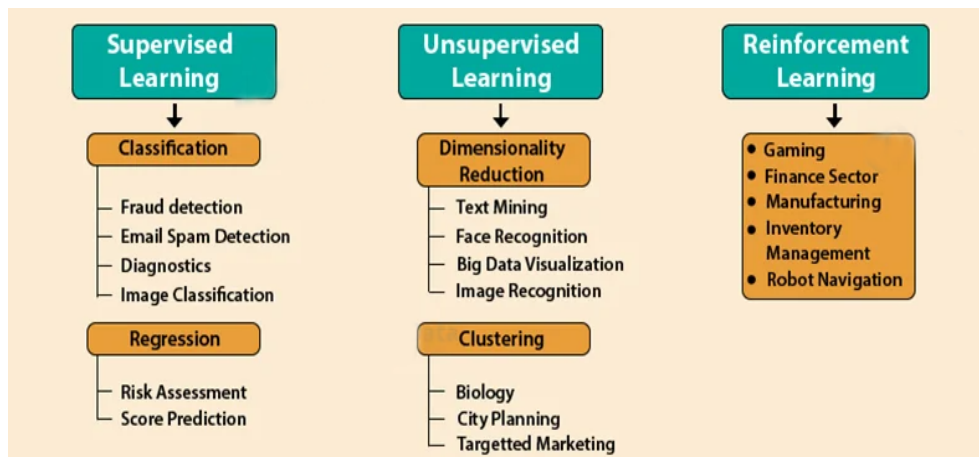 Supervised
Learning
Classification
Fraud detection
Email Spam Detection
Diagnostics
Image Classification
Regression
Risk Assessment
Score Prediction
Unsupervised
Learning
Dimensionality
Reduction
Text Mining
Face Recognition
Big Data Visualization
Image Recognition
Clustering
Biology
City Planning
Targetted Marketing
Reinforcement
Learning
• Gaming
• Finance Sector
• Manufacturing
• Inventory
Management
• Robot Navigation